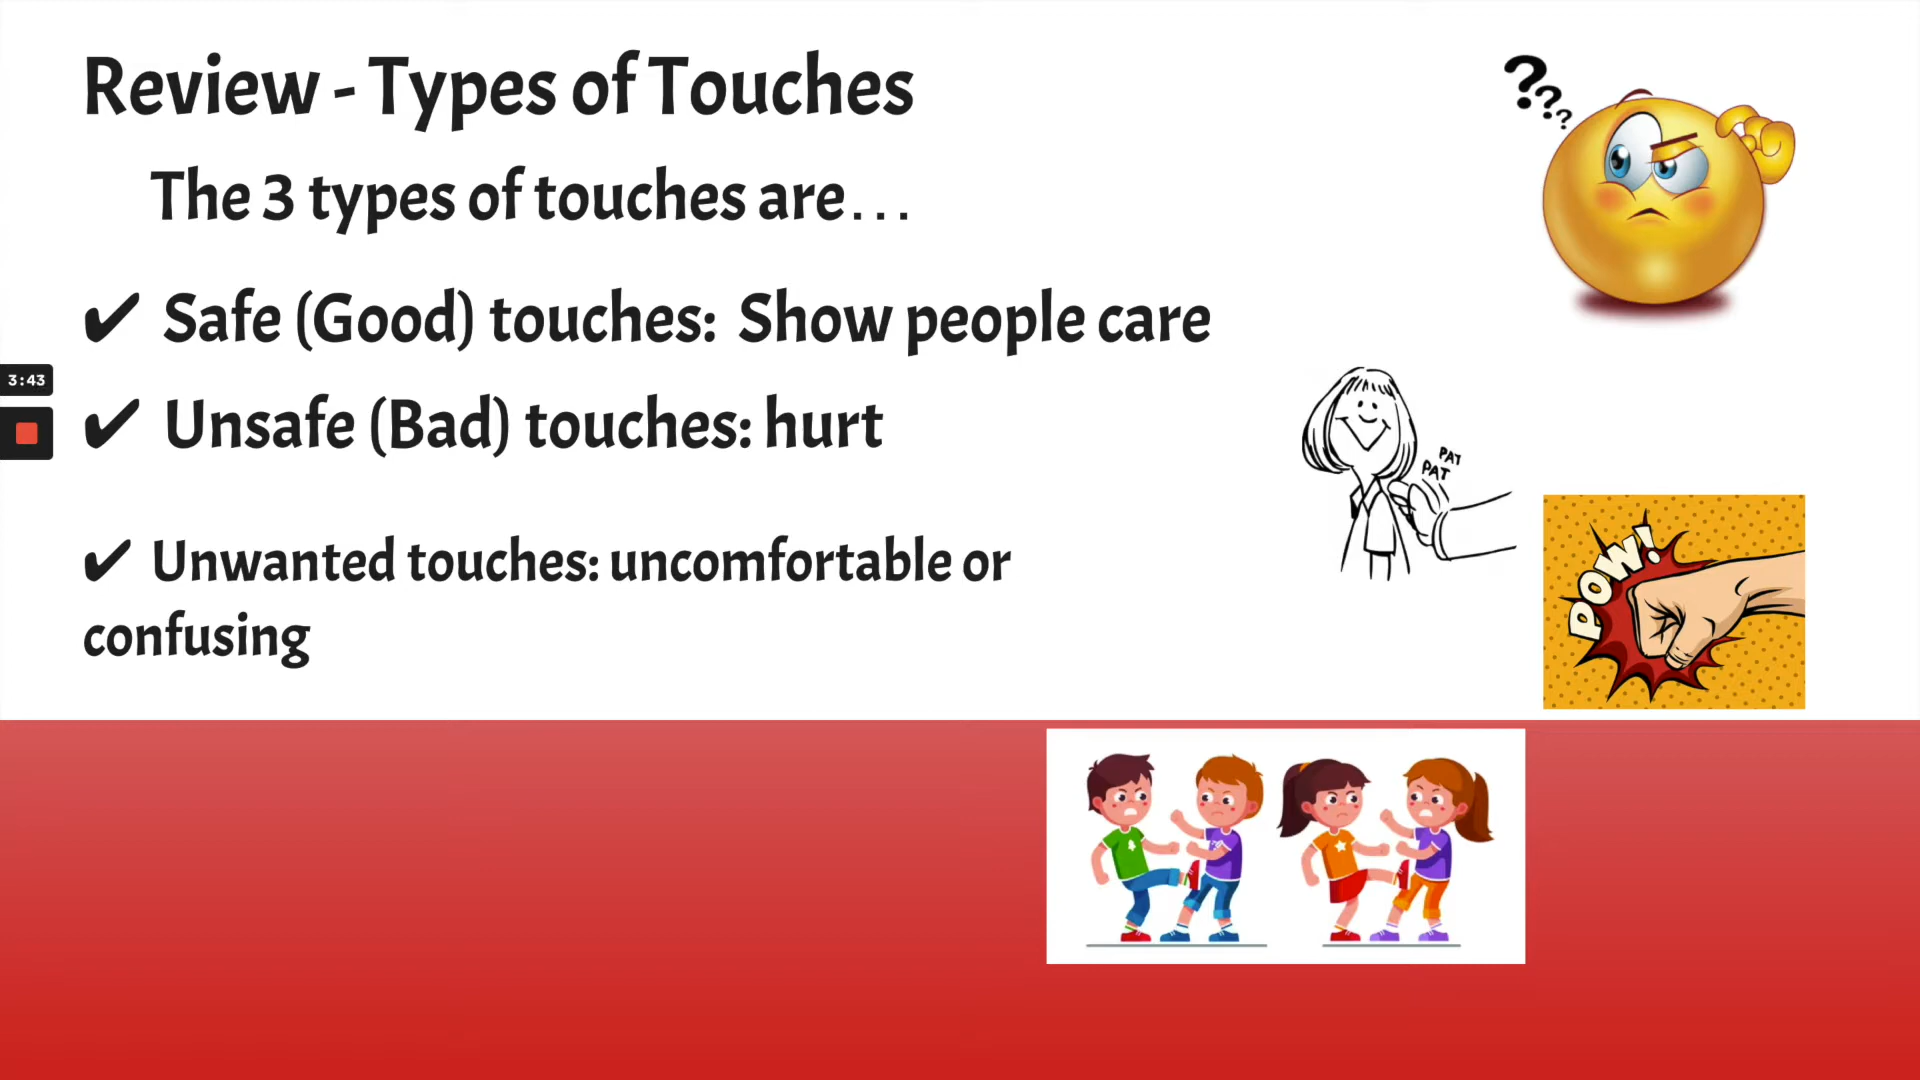 Review - Types of Touches
The 3 types of touches are...
✔ Safe (Good) touches: Show people care
3:43
✔ Unsafe (Bad) touches: hurt
PAT
PAT
✔ Unwanted touches: uncomfortable or
confusing
POW!
???